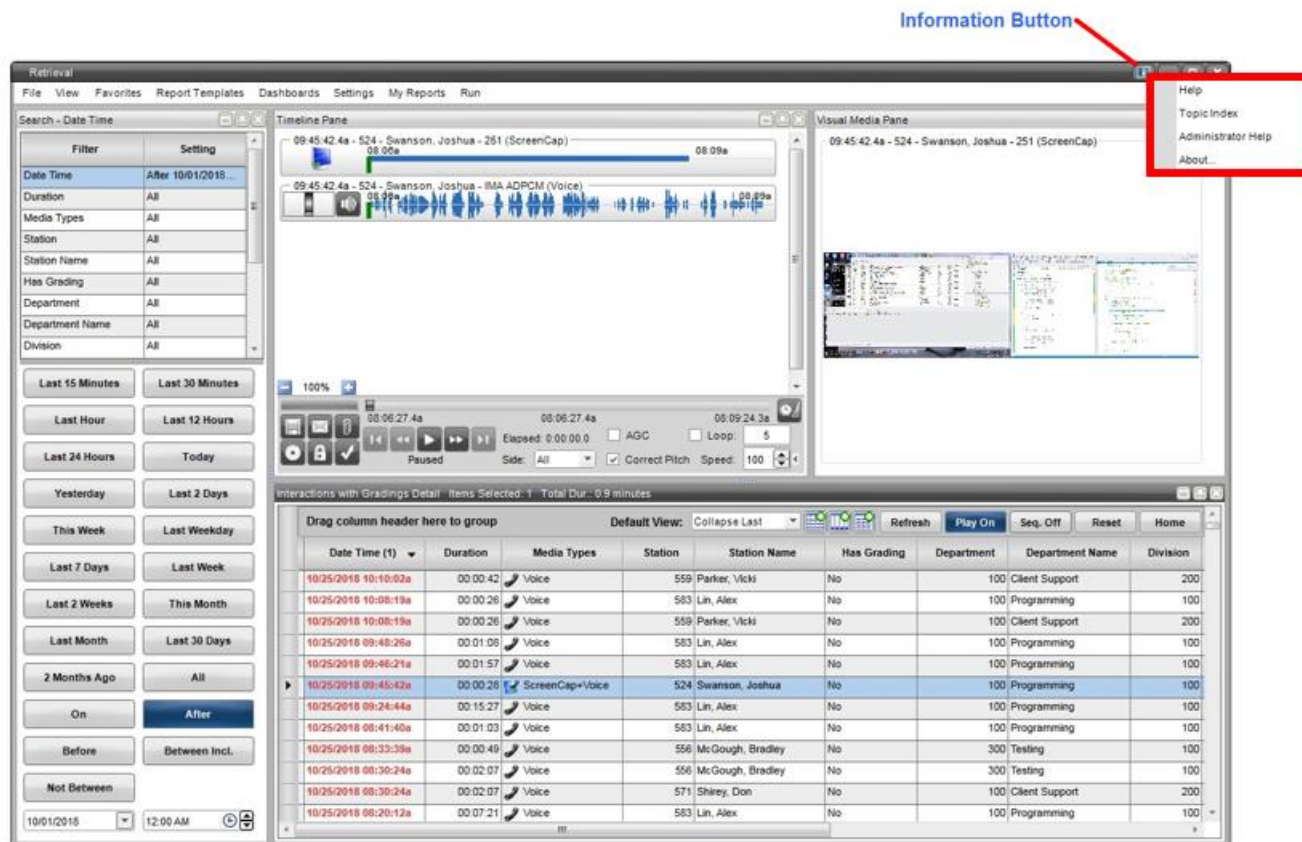 Information Button
Retrieval
File View Favorites Report Templates Dashboards Settings My Reports Run
Help
Topic Index
Administrator Help
About...
Search - Date Time
Filter Setting
Date Time After 10/01/2018...
Duration All
Media Types All
Station All
Station Name All
Has Grading All
Department All
Department Name All
Division All
Last 15 Minutes Last 30 Minutes
Last Hour Last 12 Hours
Last 24 Hours Today
Yesterday Last 2 Days
This Week Last Weekday
Last 7 Days Last Week
Last 2 Weeks This Month
Last Month Last 30 Days
2 Months Ago All
On After
Before Between Incl.
Not Between
10/01/2018 12:00 AM
Timeline Pane
09:45:42.4a - 524 - Swanson, Joshua - 251 (ScreenCap)
08:06a 08:09a
09:45:42.4a - 524 - Swanson, Joshua - IMA ADPCM (Voice)
08:06a 08:09a
100%
08:06:27.4a 08:06:27.4a 08:09:24.3a
Elapsed: 0:00:00.0 AGC Loop: 5
Paused Side: All Correct Pitch Speed: 100
Visual Media Pane
09:45:42.4a - 524 - Swanson, Joshua - 251 (ScreenCap)
Interactions with Gradings Detail Items Selected: 1 Total Dur.: 0.9 minutes
Drag column header here to group Default View: Collapse Last Refresh Play On Seq. Off Reset Home
Date Time (1) Duration Media Types Station Station Name Has Grading Department Department Name Division
10/25/2018 10:10:02a 00:00:42 Voice 559 Parker, Vicki No 100 Client Support 200
10/25/2018 10:08:19a 00:00:26 Voice 583 Lin, Alex No 100 Programming 100
10/25/2018 10:08:19a 00:00:26 Voice 559 Parker, Vicki No 100 Client Support 200
10/25/2018 09:48:26a 00:01:08 Voice 583 Lin, Alex No 100 Programming 100
10/25/2018 09:46:21a 00:01:57 Voice 583 Lin, Alex No 100 Programming 100
10/25/2018 09:45:42a 00:00:28 ScreenCap+Voice 524 Swanson, Joshua No 100 Programming 100
10/25/2018 09:24:44a 00:15:27 Voice 583 Lin, Alex No 100 Programming 100
10/25/2018 08:41:40a 00:01:03 Voice 583 Lin, Alex No 100 Programming 100
10/25/2018 08:33:39a 00:00:49 Voice 556 McGough, Bradley No 300 Testing 100
10/25/2018 08:30:24a 00:02:07 Voice 556 McGough, Bradley No 300 Testing 100
10/25/2018 08:30:24a 00:02:07 Voice 571 Shirey, Don No 100 Client Support 200
10/25/2018 08:20:12a 00:07:21 Voice 583 Lin, Alex No 100 Programming 100